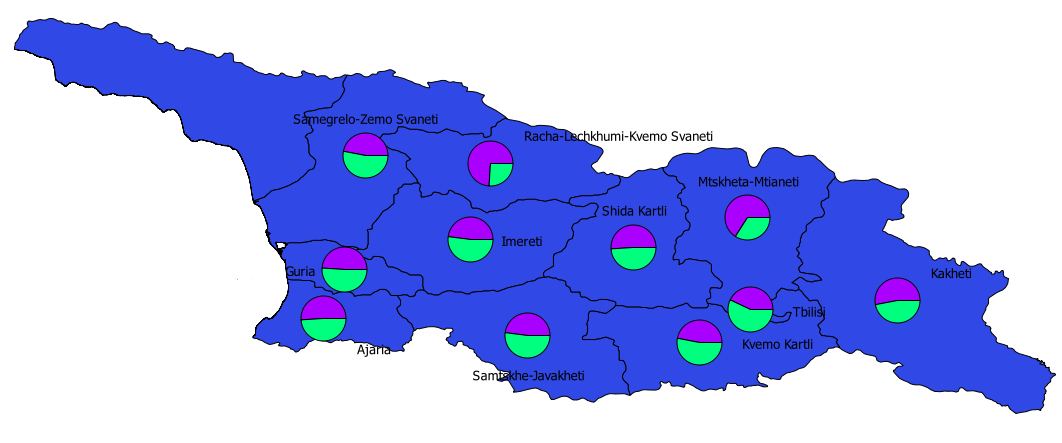 Samegrelo-Zemo Svaneti
Racha-Lechkhumi-Kvemo Svaneti
Mtskheta-Mtianeti
Shida Kartli
Imereti
Guria
Kakheti
Tbilisi
Kvemo Kartli
Ajaria
Samtskhe-Javakheti